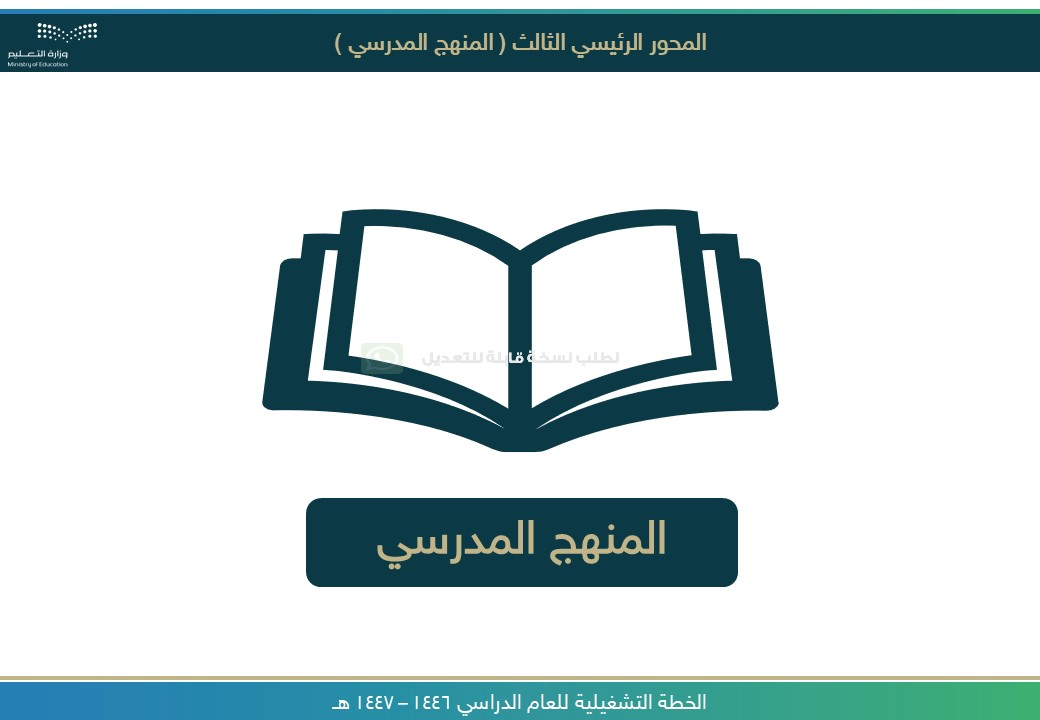 المحور الرئيسي الثالث ( المنهج المدرسي )
وزارة التعليم
Ministry of Education
لطلب نسخة قابلة للتعديل
المنهج المدرسي
الخطة التشغيلية للعام الدراسي ١٤٤٦ – ١٤٤٧ هـ